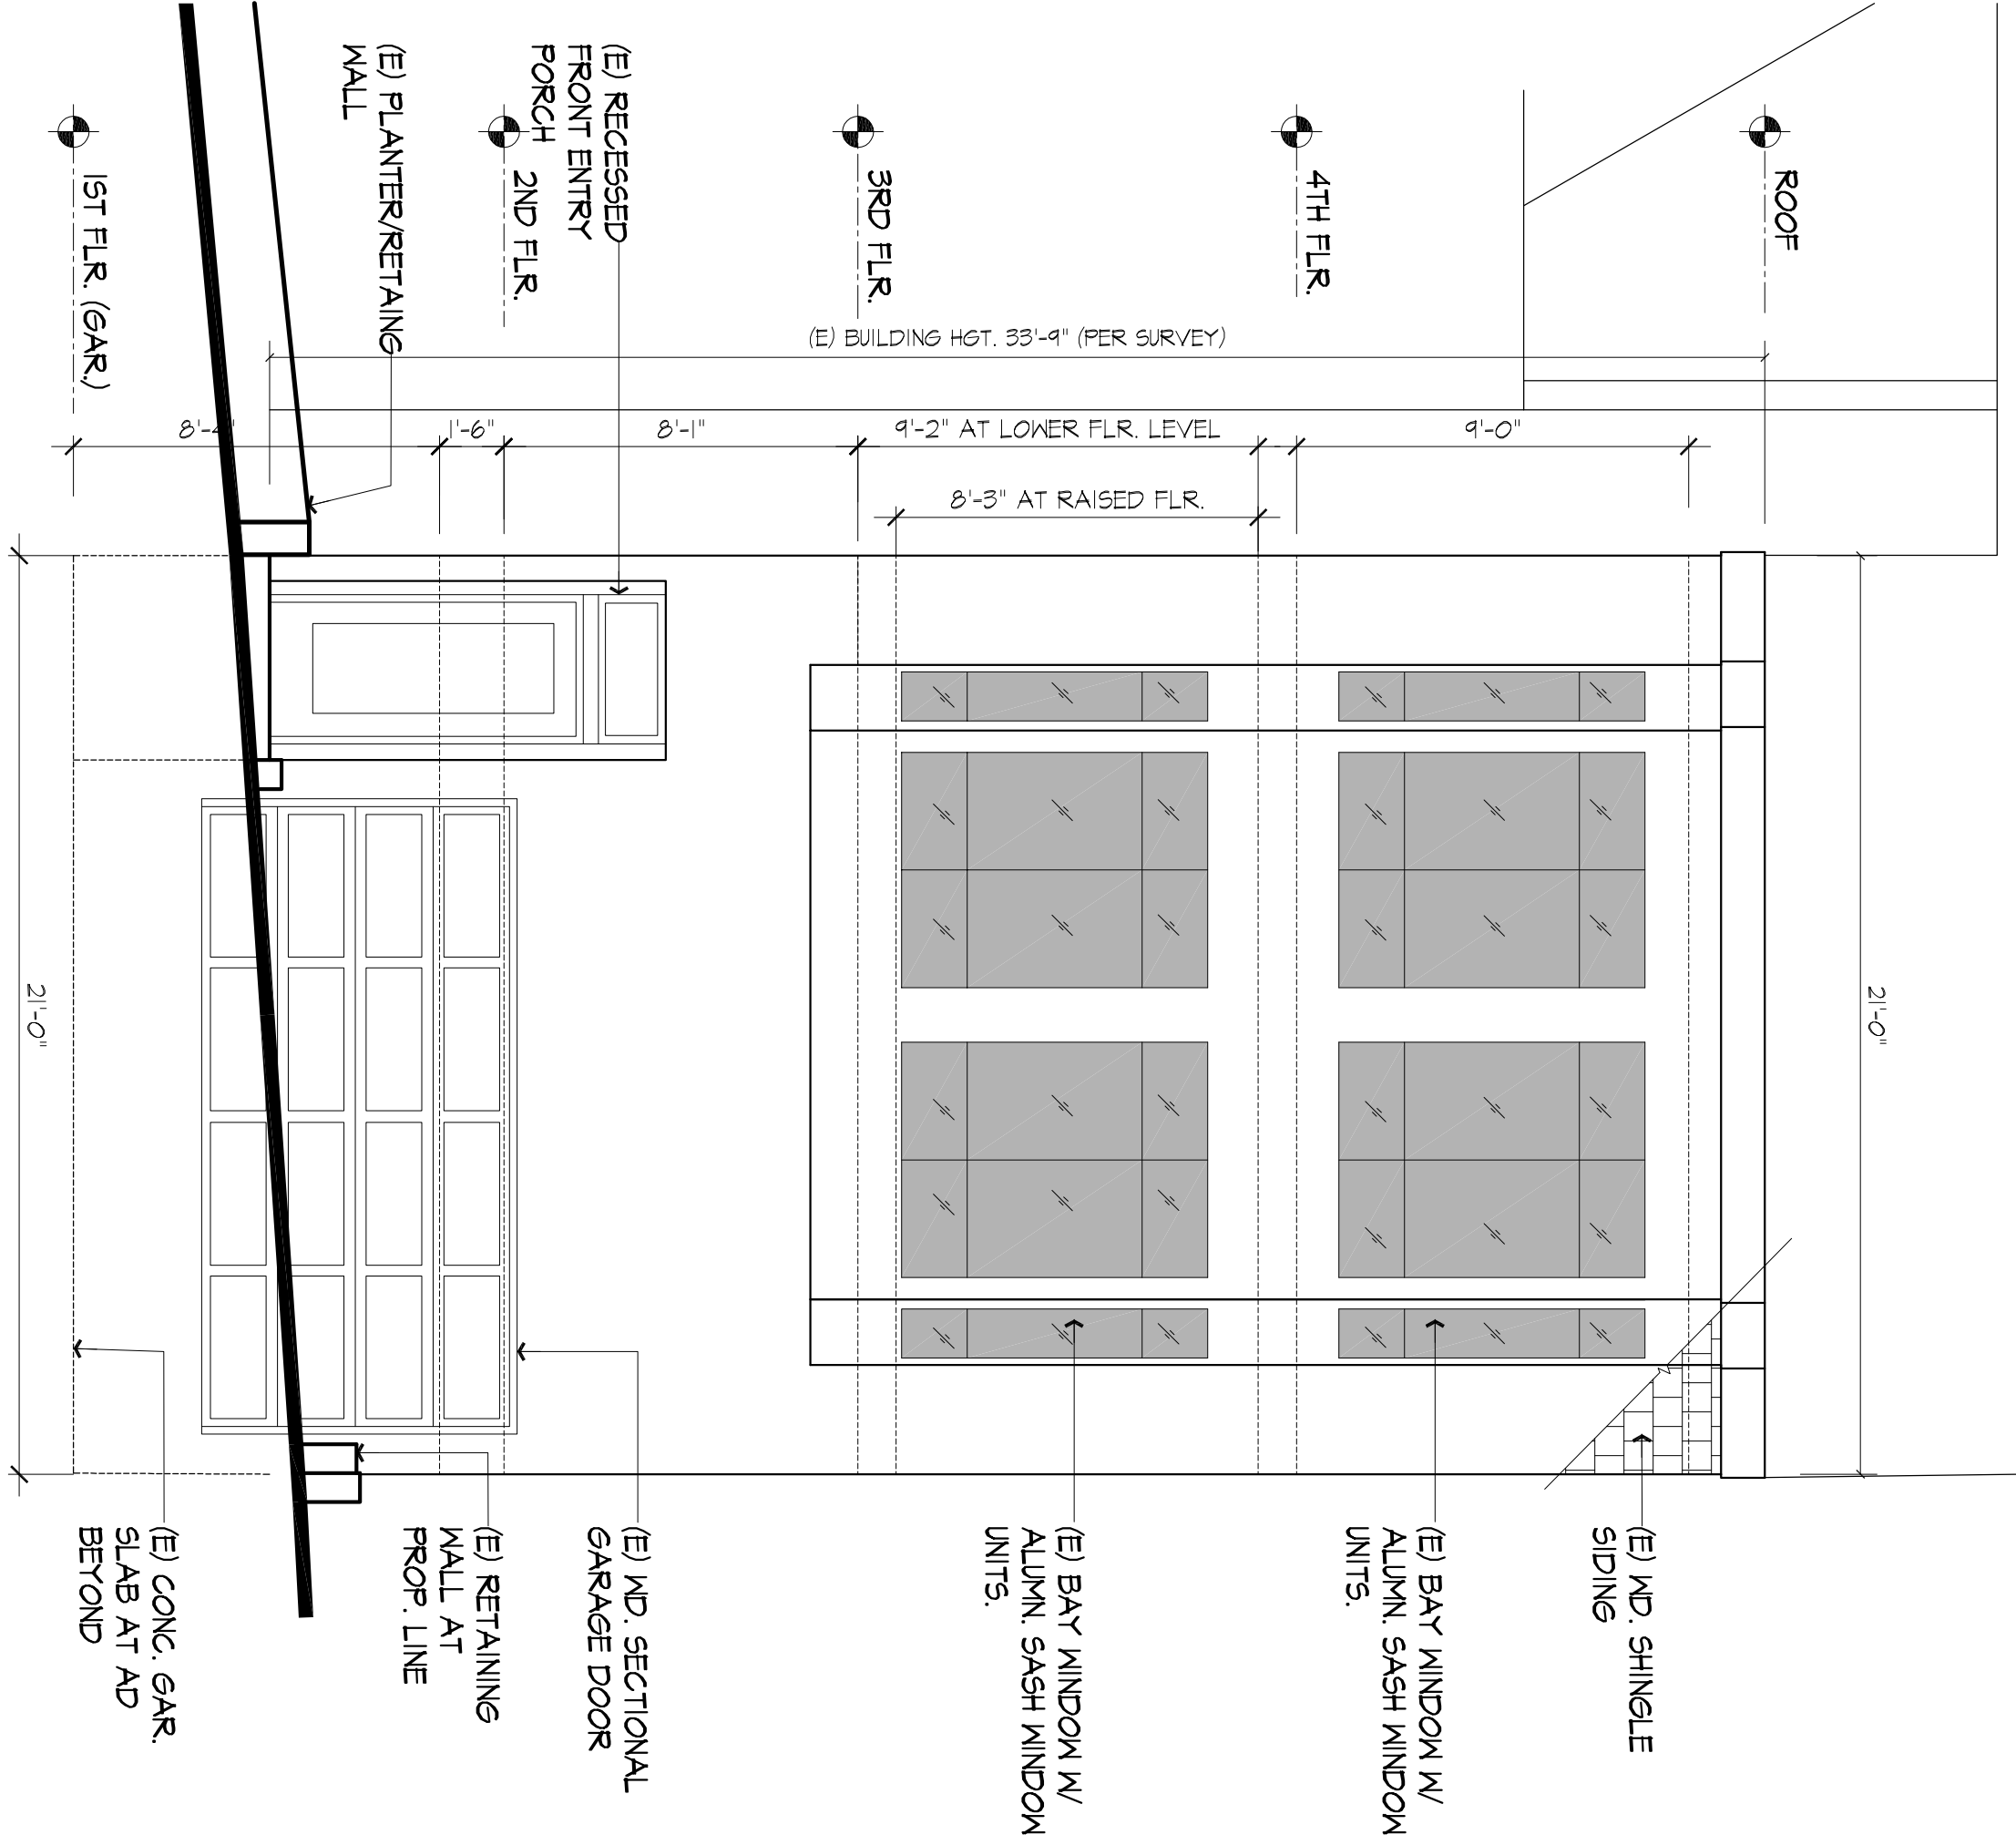 ROOF
4TH FLR.
3RD FLR.
(E) RECESSED
FRONT ENTRY
PORCH
2ND FLR.
(E) PLANTER/RETAINING
WALL
1ST FLR. (GAR.)
(E) BUILDING HGT. 33'-9" (PER SURVEY)
8'-4"
1'-6"
8'-1"
9'-2" AT LOWER FLR. LEVEL
9'-0"
8'-3" AT RAISED FLR.
21'-0"
21'-0"
(E) WD. SHINGLE
SIDING
(E) BAY WINDOW W/
ALUMN. SASH WINDOW
UNITS.
(E) BAY WINDOW W/
ALUMN. SASH WINDOW
UNITS.
(E) WD. SECTIONAL
GARAGE DOOR
(E) RETAINING
WALL AT
PROP. LINE
(E) CONC. GAR.
SLAB AT AD
BEYOND